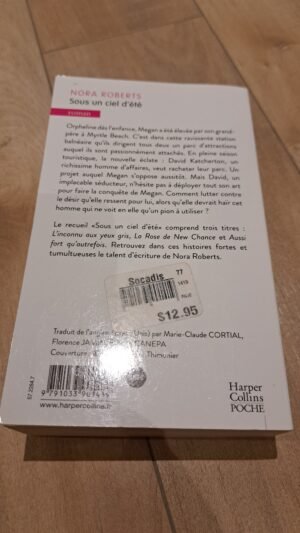 NORA ROBERTS
Sous un ciel d'été
roman
Orpheline dès l'enfance, Megan a été élevée par son grand-
père à Myrtle Beach. C'est dans cette ravissante station
balnéaire qu'ils dirigent tous deux un parc d'attractions
auquel ils sont passionnément attachés. En pleine saison
touristique, la nouvelle éclate : David Katcherton, un
richissime homme d'affaires, veut racheter leur parc. Un
projet auquel Megan s'oppose aussitôt. Mais David, un
implacable séducteur, n'hésite pas à déployer tout son art
pour faire la conquête de Megan. Comment lutter contre
le désir qu'elle ressent pour lui, alors qu'elle devrait haïr cet
homme qui ne voit en elle qu'un pion à utiliser ?
Le recueil «Sous un ciel d'été» comprend trois titres :
L'inconnu aux yeux gris, La Rose de New Chance et Aussi
fort qu'autrefois. Retrouvez dans ces histoires fortes et
tumultueuses le talent d'écriture de Nora Roberts.
Socadis
77
$12.95
Traduit de l'anglais par Marie-Claude CORTIAL,
Florence
Couverture
Harper
Collins
POCHE
www.harpercollins.fr